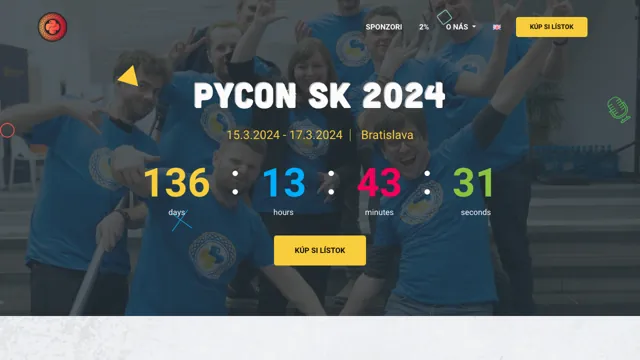 SPONZORI 2% O NÁS KÚP SI LÍSTOK
PYCON SK 2024
15.3.2024 - 17.3.2024 | Bratislava
136 : 13 : 43 : 31
days hours minutes seconds
KÚP SI LÍSTOK